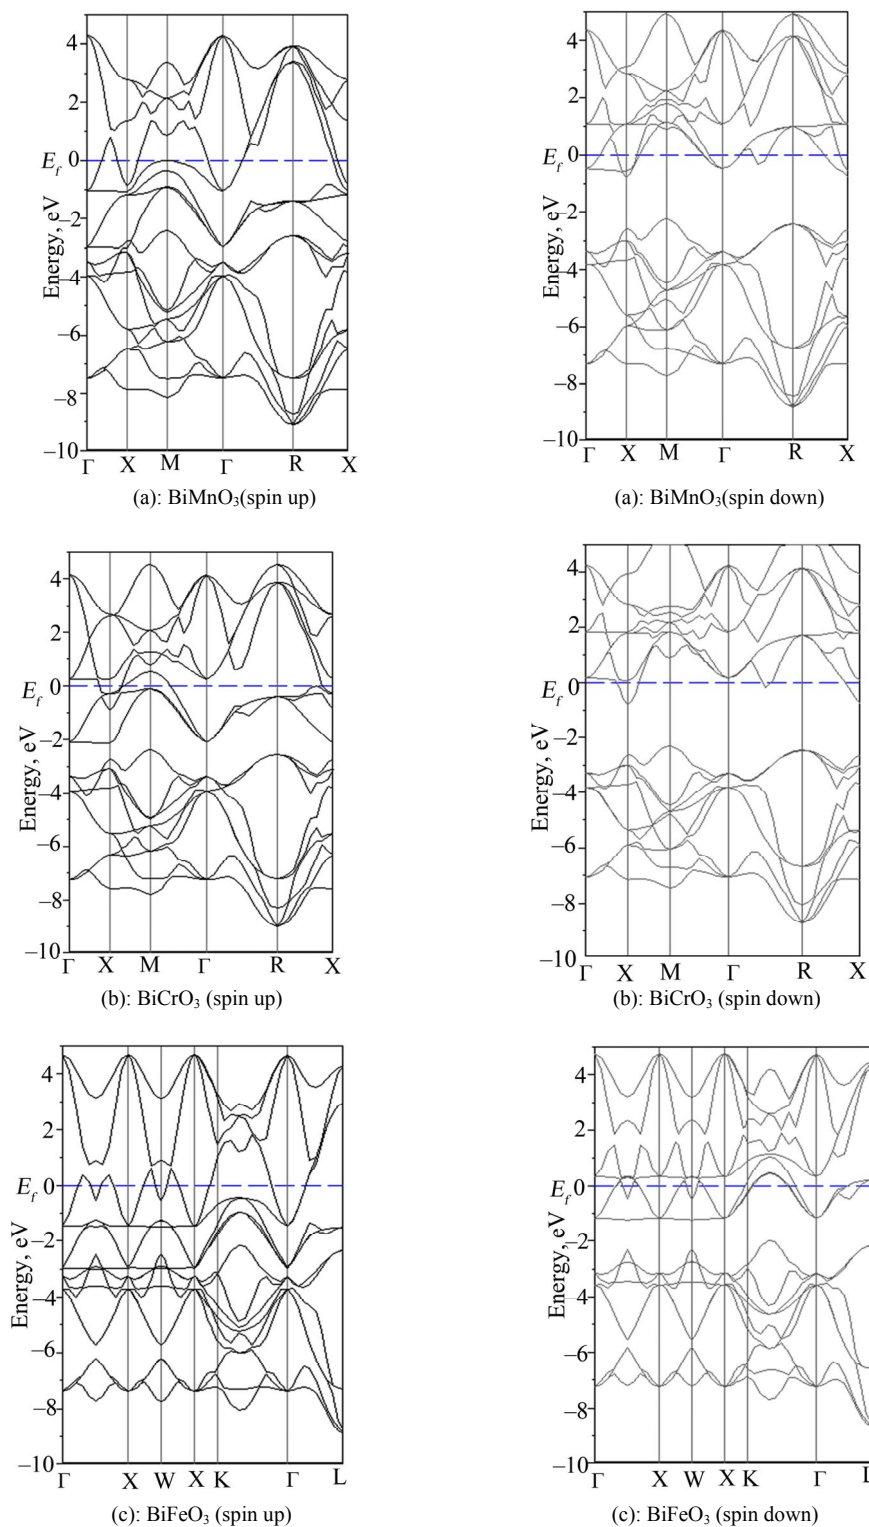 4
2
0
−2
−4
−6
−8
−10
E_f
Energy, eV
Γ X M Γ R X
(a): BiMnO₃(spin up)
4
2
0
−2
−4
−6
−8
−10
E_f
Energy, eV
Γ X M Γ R X
(a): BiMnO₃(spin down)
4
2
0
−2
−4
−6
−8
−10
E_f
Energy, eV
Γ X M Γ R X
(b): BiCrO₃ (spin up)
4
2
0
−2
−4
−6
−8
−10
E_f
Energy, eV
Γ X M Γ R X
(b): BiCrO₃ (spin down)
4
2
0
−2
−4
−6
−8
−10
E_f
Energy, eV
Γ X W X K Γ L
(c): BiFeO₃ (spin up)
4
2
0
−2
−4
−6
−8
−10
E_f
Energy, eV
Γ X W X K Γ L
(c): BiFeO₃ (spin down)